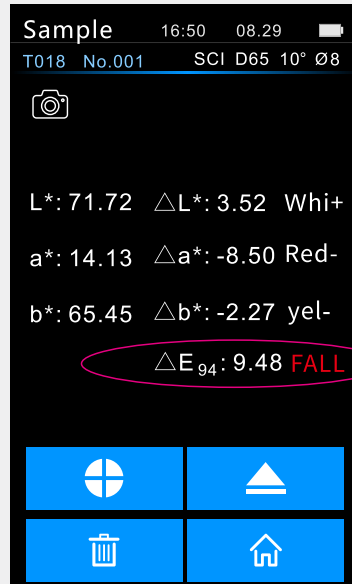 Sample 16:50 08.29
T018 No.001 SCI D65 10° Ø8
L*: 71.72 △L*: 3.52 Whi+
a*: 14.13 △a*: -8.50 Red-
b*: 65.45 △b*: -2.27 yel-
△E94: 9.48 FALL